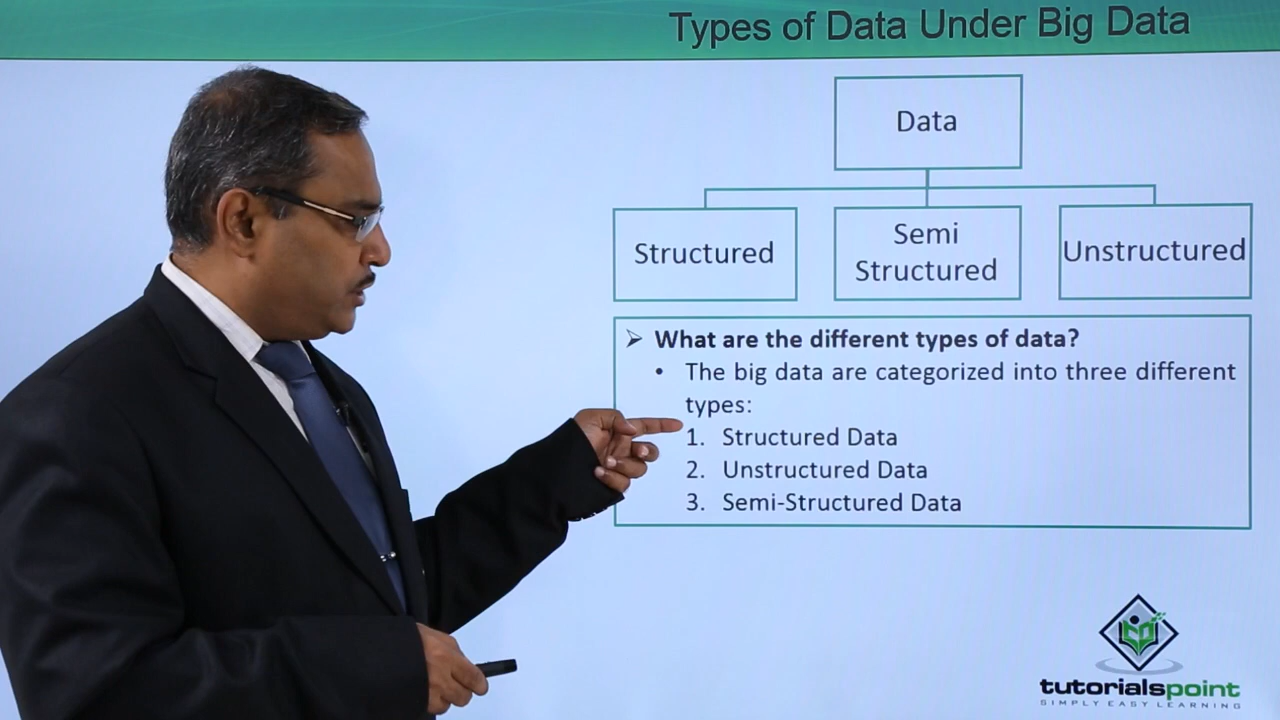 Types of Data Under Big Data
Data
Structured
Semi
Structured
Unstructured
➢ What are the different types of data?
• The big data are categorized into three different
types:
1. Structured Data
2. Unstructured Data
3. Semi-Structured Data
tutorialspoint
SIMPLY EASY LEARNING